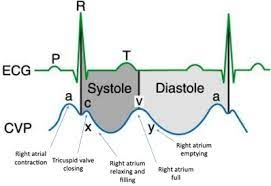 R
P
T
ECG
Systole
Diastole
a
c
v
a
CVP
x
y
Right atrial
contraction
Tricuspid valve
closing
Right atrium
relaxing and
filling
Right atrium
full
Right atrium
emptying